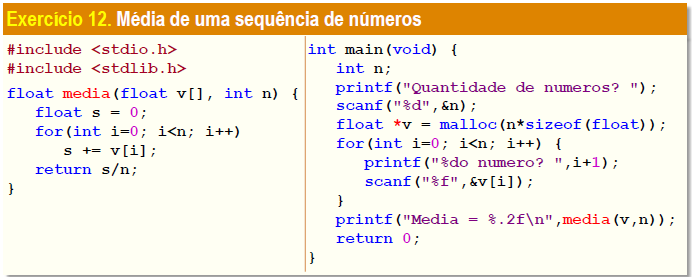 Exercício 12. Média de uma sequência de números
#include <stdio.h>
#include <stdlib.h>
float media(float v[], int n) {
   float s = 0;
   for(int i=0; i<n; i++)
      s += v[i];
   return s/n;
}
int main(void) {
   int n;
   printf("Quantidade de numeros? ");
   scanf("%d",&n);
   float *v = malloc(n*sizeof(float));
   for(int i=0; i<n; i++) {
      printf("%do numero? ",i+1);
      scanf("%f",&v[i]);
   }
   printf("Media = %.2f\n",media(v,n));
   return 0;
}